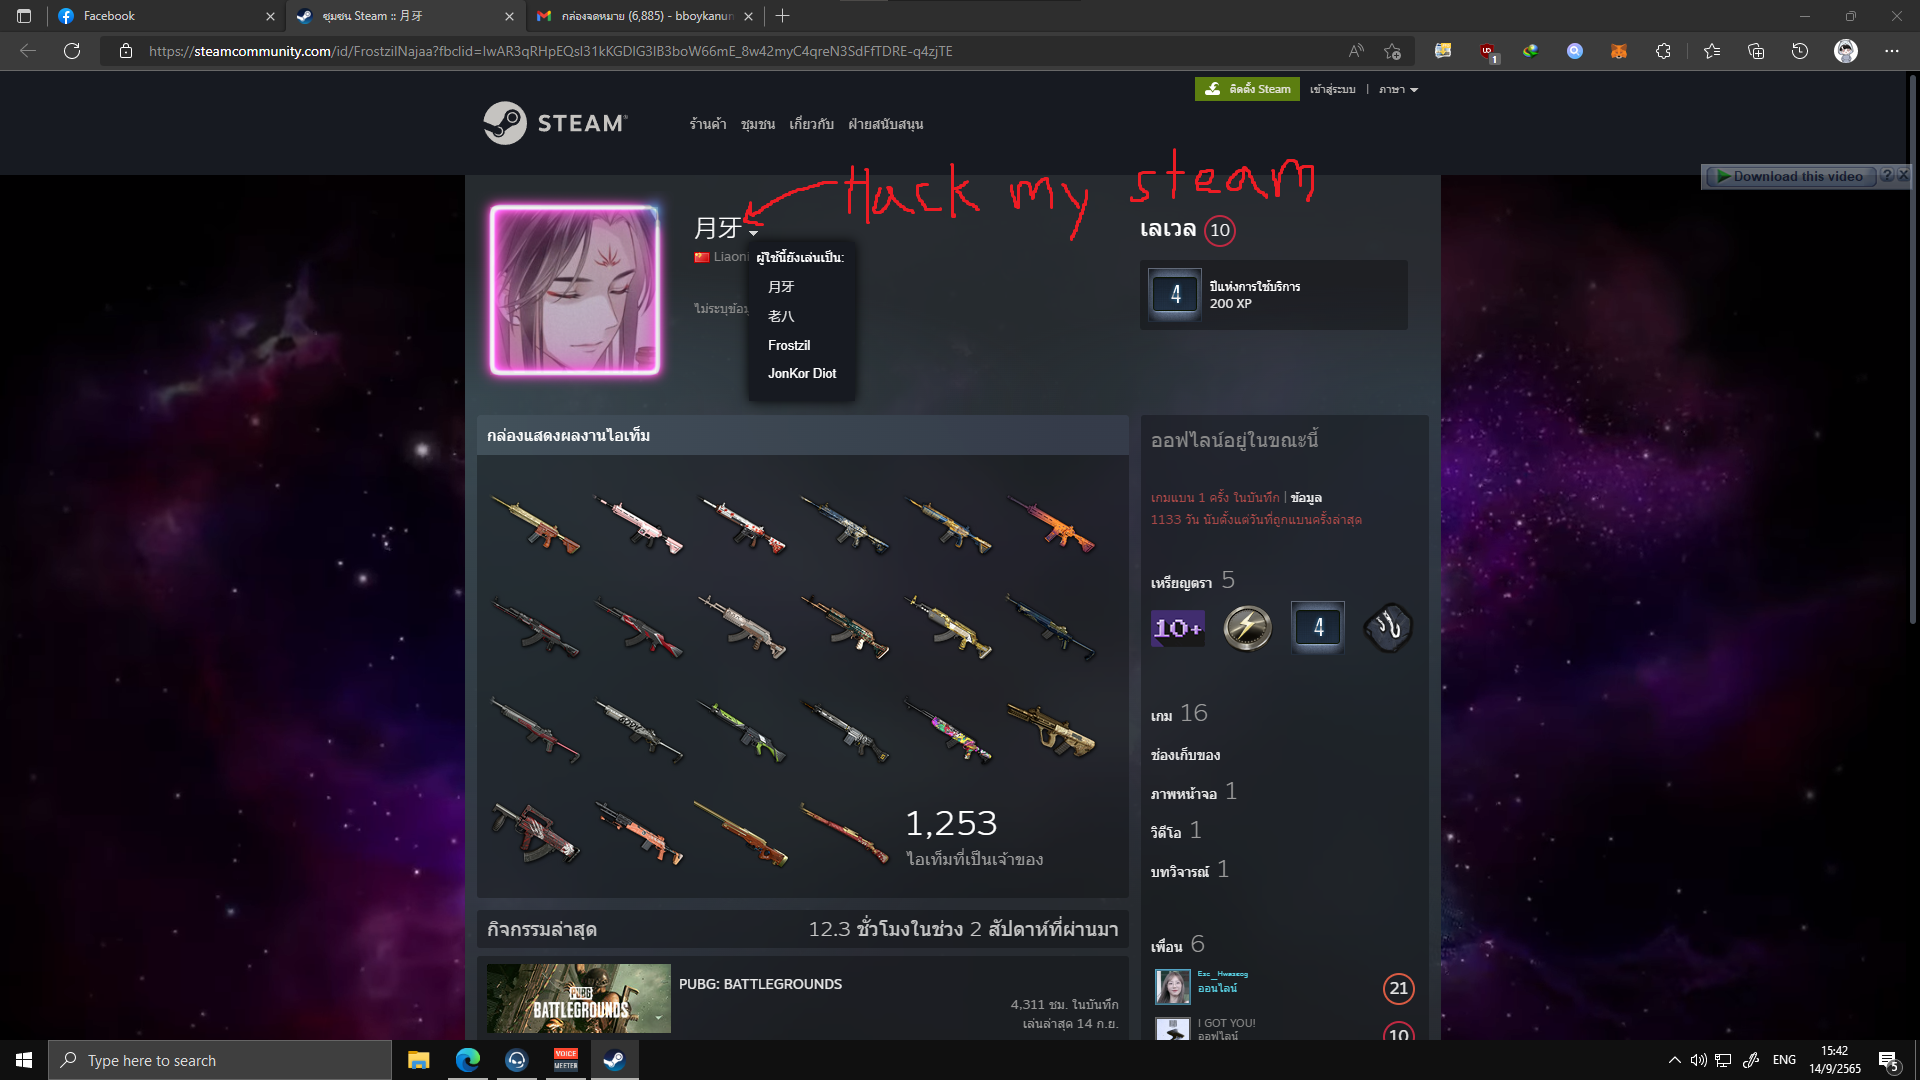 Facebook
ชุมชน Steam :: 月牙
กล่องจดหมาย (6,885) - bboykanun
https://steamcommunity.com/id/FrostzilNajaa?fbclid=IwAR3qRHpEQsI31kKGDlG3IB3boW66mE_8w42myC4qreN3SdFfTDRE-q4zjTE
1
ติดตั้ง Steam
เข้าสู่ระบบ | ภาษา
STEAM
ร้านค้า ชุมชน เกี่ยวกับ ฝ่ายสนับสนุน
Hack my steam
Download this video
月牙
Liaoni
ไม่ระบุข้อมู
ผู้ใช้นี้ยังเล่นเป็น:
月牙
老八
Frostzil
JonKor Diot
เลเวล 10
4
ปีแห่งการใช้บริการ
200 XP
กล่องแสดงผลงานไอเท็ม
1,253
ไอเท็มที่เป็นเจ้าของ
ออฟไลน์อยู่ในขณะนี้
เกมแบน 1 ครั้ง ในบันทึก | ข้อมูล
1133 วัน นับตั้งแต่วันที่ถูกแบนครั้งล่าสุด
เหรียญตรา 5
10+
4
เกม 16
ช่องเก็บของ
ภาพหน้าจอ 1
วิดีโอ 1
บทวิจารณ์ 1
เพื่อน 6
ออนไลน์
21
I GOT YOU!
ออฟไลน์
10
กิจกรรมล่าสุด
12.3 ชั่วโมงในช่วง 2 สัปดาห์ที่ผ่านมา
PUBG
BATTLEGROUNDS
PUBG: BATTLEGROUNDS
4,311 ชม. ในบันทึก
เล่นล่าสุด 14 ก.ย.
Type here to search
VOICE
MEETER
ENG
15:42
14/9/2565
5